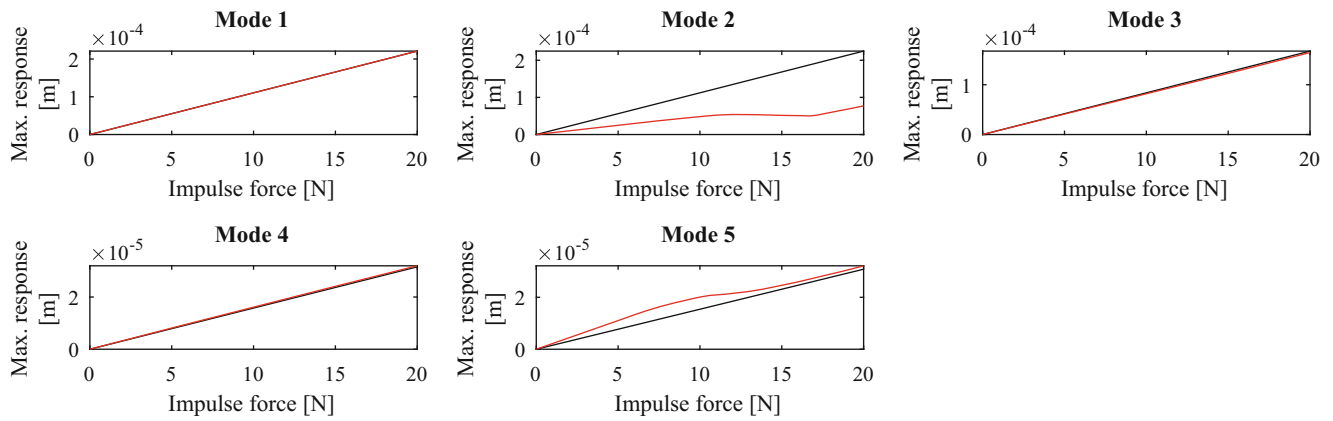 Mode 1
×10-4
Max. response
[m]
2
1
0
0 5 10 15 20
Impulse force [N]
Mode 2
×10-4
Max. response
[m]
2
1
0
0 5 10 15 20
Impulse force [N]
Mode 3
×10-4
Max. response
[m]
1
0
0 5 10 15 20
Impulse force [N]
Mode 4
×10-5
Max. response
[m]
2
0
0 5 10 15 20
Impulse force [N]
Mode 5
×10-5
Max. response
[m]
2
0
0 5 10 15 20
Impulse force [N]